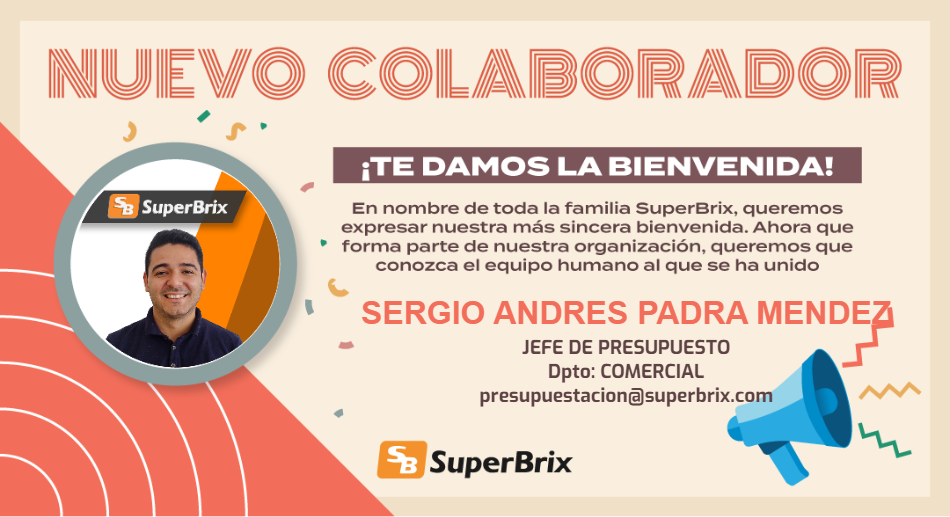 NUEVO COLABORADOR
¡TE DAMOS LA BIENVENIDA!
SB SuperBrix
En nombre de toda la familia SuperBrix, queremos
expresar nuestra más sincera bienvenida. Ahora que
forma parte de nuestra organización, queremos que
conozca el equipo humano al que se ha unido
SERGIO ANDRES PADRA MENDEZ
JEFE DE PRESUPUESTO
Dpto: COMERCIAL
presupuestacion@superbrix.com
SB SuperBrix